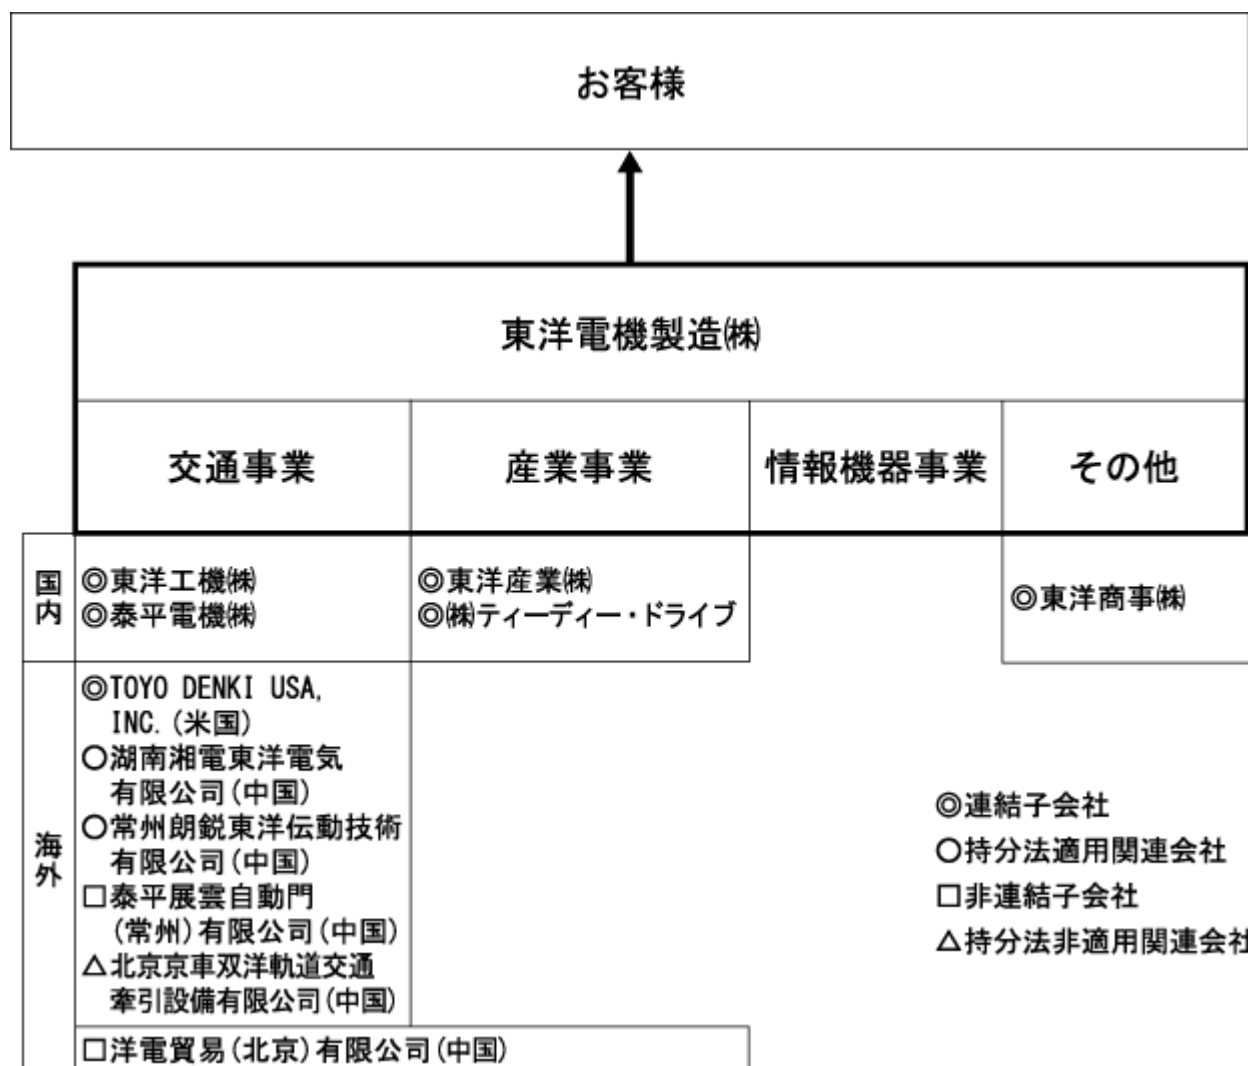 お客様
東洋電機製造㈱
交通事業
産業事業
情報機器事業
その他
国内
◎東洋工機㈱
◎泰平電機㈱
◎東洋産業㈱
◎㈱ティーディー・ドライブ
◎東洋商事㈱
海外
◎TOYO DENKI USA,
INC.(米国)
○湖南湘電東洋電気
有限公司(中国)
○常州朗鋭東洋伝動技術
有限公司(中国)
□泰平展雲自動門
(常州)有限公司(中国)
△北京京車双洋軌道交通
牽引設備有限公司(中国)
□洋電貿易(北京)有限公司(中国)
◎連結子会社
○持分法適用関連会社
□非連結子会社
△持分法非適用関連会社